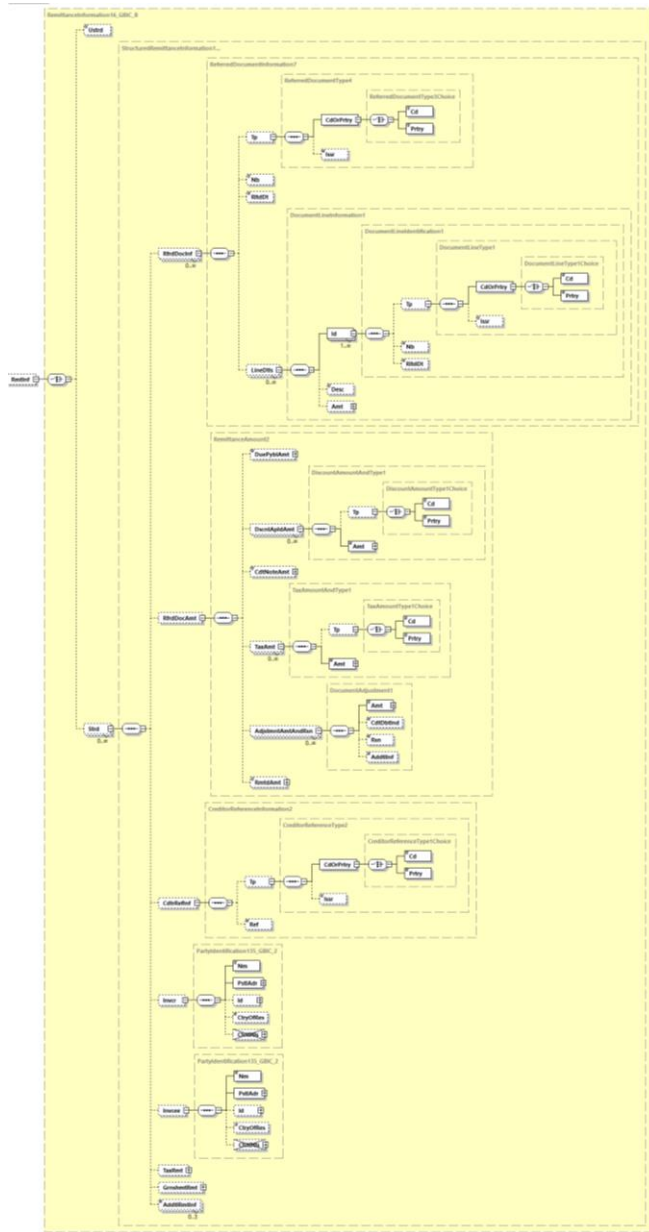 RemittanceInformation16_GBIC_8
Ustrd
StructuredRemittanceInformation1...
ReferredDocumentInformation7
ReferredDocumentType4
ReferredDocumentType3Choice
Cd
CdOrPrtry
Prtry
Tp
Issr
Nb
RltdDt
DocumentLineInformation1
DocumentLineIdentification1
DocumentLineType1
DocumentLineType1Choice
RfrdDocInf
0..∞
Cd
CdOrPrtry
Prtry
Tp
Issr
Id
1..∞
Nb
RltdDt
LineDtls
0..∞
RmtInf
Desc
Amt
RemittanceAmount2
DuePyblAmt
DiscountAmountAndType1
DiscountAmountType1Choice
Cd
Tp
Prtry
DscntApldAmt
0..∞
Amt
CdtNoteAmt
TaxAmountAndType1
TaxAmountType1Choice
RfrdDocAmt
Cd
Tp
Prtry
TaxAmt
0..∞
Amt
DocumentAdjustment1
Amt
CdtDbtInd
Strd
0..∞
AdjstmntAmtAndRsn
0..∞
Rsn
AddtlInf
RmtdAmt
CreditorReferenceInformation2
CreditorReferenceType2
CreditorReferenceType1Choice
Cd
CdOrPrtry
Prtry
Tp
CdtrRefInf
Issr
Ref
PartyIdentification135_GBIC_2
Nm
PstlAdr
Invcr
Id
CtryOfRes
CtctDtls
PartyIdentification135_GBIC_2
Nm
PstlAdr
Invcee
Id
CtryOfRes
CtctDtls
TaxRmt
GrnshmtRmt
AddtlRmtInf
0..3